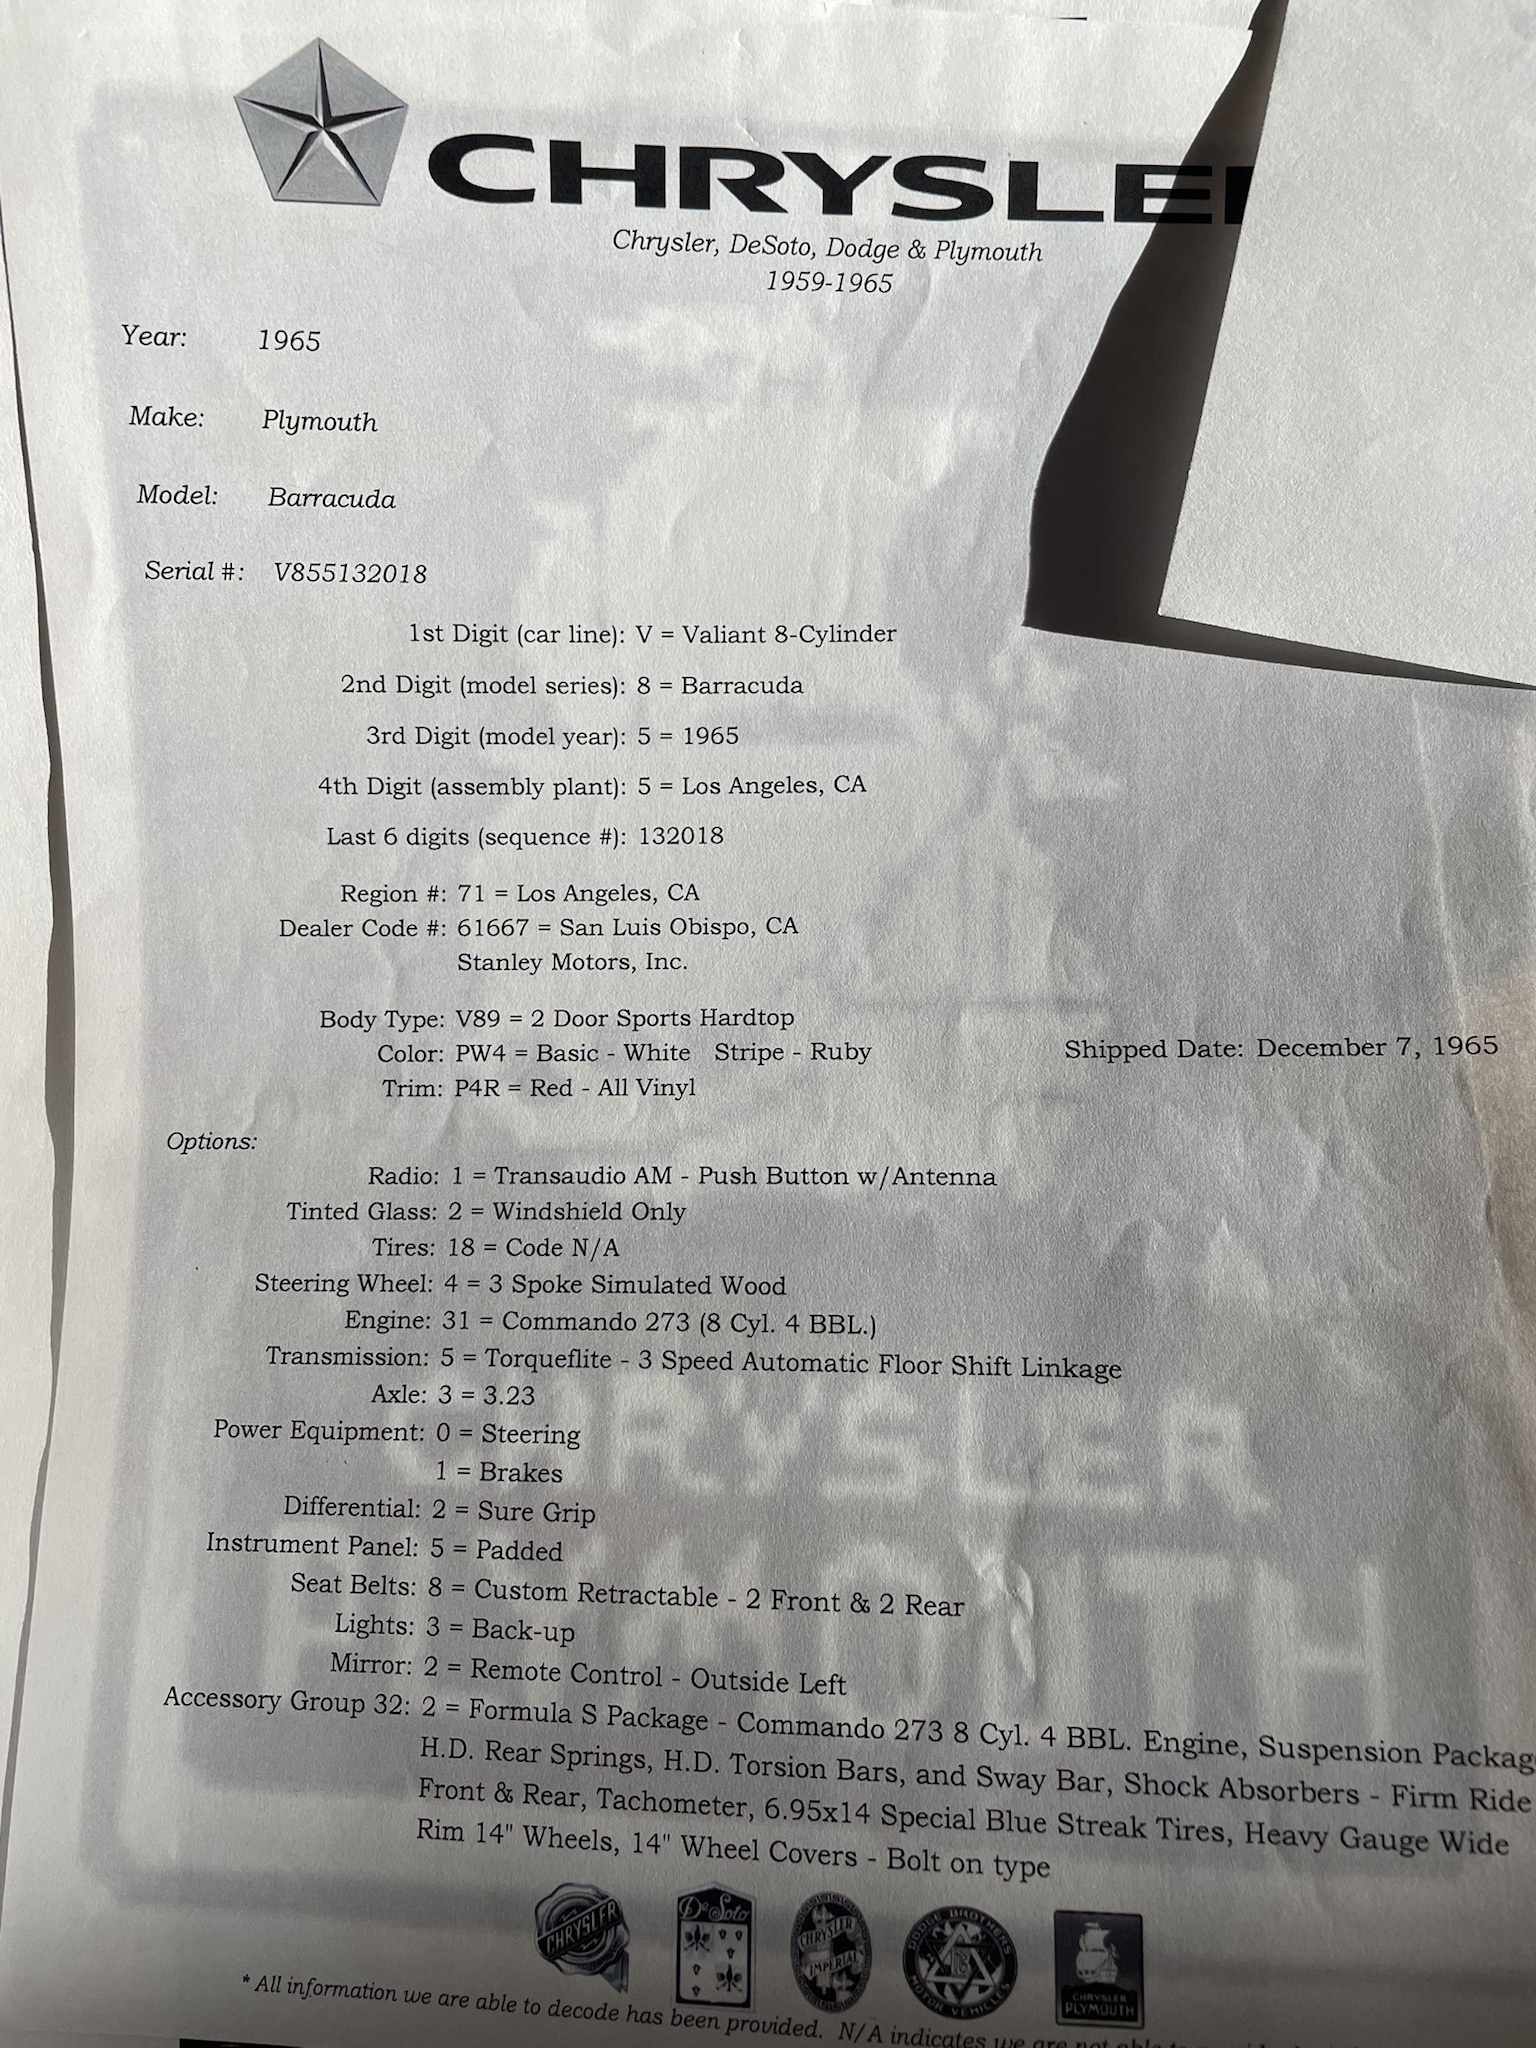 CHRYSLE
Chrysler, DeSoto, Dodge & Plymouth
1959-1965
Year: 1965
Make: Plymouth
Model: Barracuda
Serial #: V855132018
1st Digit (car line): V = Valiant 8-Cylinder
2nd Digit (model series): 8 = Barracuda
3rd Digit (model year): 5 = 1965
4th Digit (assembly plant): 5 = Los Angeles, CA
Last 6 digits (sequence #): 132018
Region #: 71 = Los Angeles, CA
Dealer Code #: 61667 = San Luis Obispo, CA
Stanley Motors, Inc.
Body Type: V89 = 2 Door Sports Hardtop
Color: PW4 = Basic - White Stripe - Ruby Shipped Date: December 7, 1965
Trim: P4R = Red - All Vinyl
Options:
Radio: 1 = Transaudio AM - Push Button w/Antenna
Tinted Glass: 2 = Windshield Only
Tires: 18 = Code N/A
Steering Wheel: 4 = 3 Spoke Simulated Wood
Engine: 31 = Commando 273 (8 Cyl. 4 BBL.)
Transmission: 5 = Torqueflite - 3 Speed Automatic Floor Shift Linkage
Axle: 3 = 3.23
Power Equipment: 0 = Steering
1 = Brakes
Differential: 2 = Sure Grip
Instrument Panel: 5 = Padded
Seat Belts: 8 = Custom Retractable - 2 Front & 2 Rear
Lights: 3 = Back-up
Mirror: 2 = Remote Control - Outside Left
Accessory Group 32: 2 = Formula S Package - Commando 273 8 Cyl. 4 BBL. Engine, Suspension Packag
H.D. Rear Springs, H.D. Torsion Bars, and Sway Bar, Shock Absorbers - Firm Ride
Front & Rear, Tachometer, 6.95x14 Special Blue Streak Tires, Heavy Gauge Wide
Rim 14" Wheels, 14" Wheel Covers - Bolt on type
CHRYSLER
De Soto
CHRYSLER
IMPERIAL
DODGE BROTHERS
MOTOR VEHICLES
CHRYSLER
PLYMOUTH
* All information we are able to decode has been provided. N/A indicates we are not able